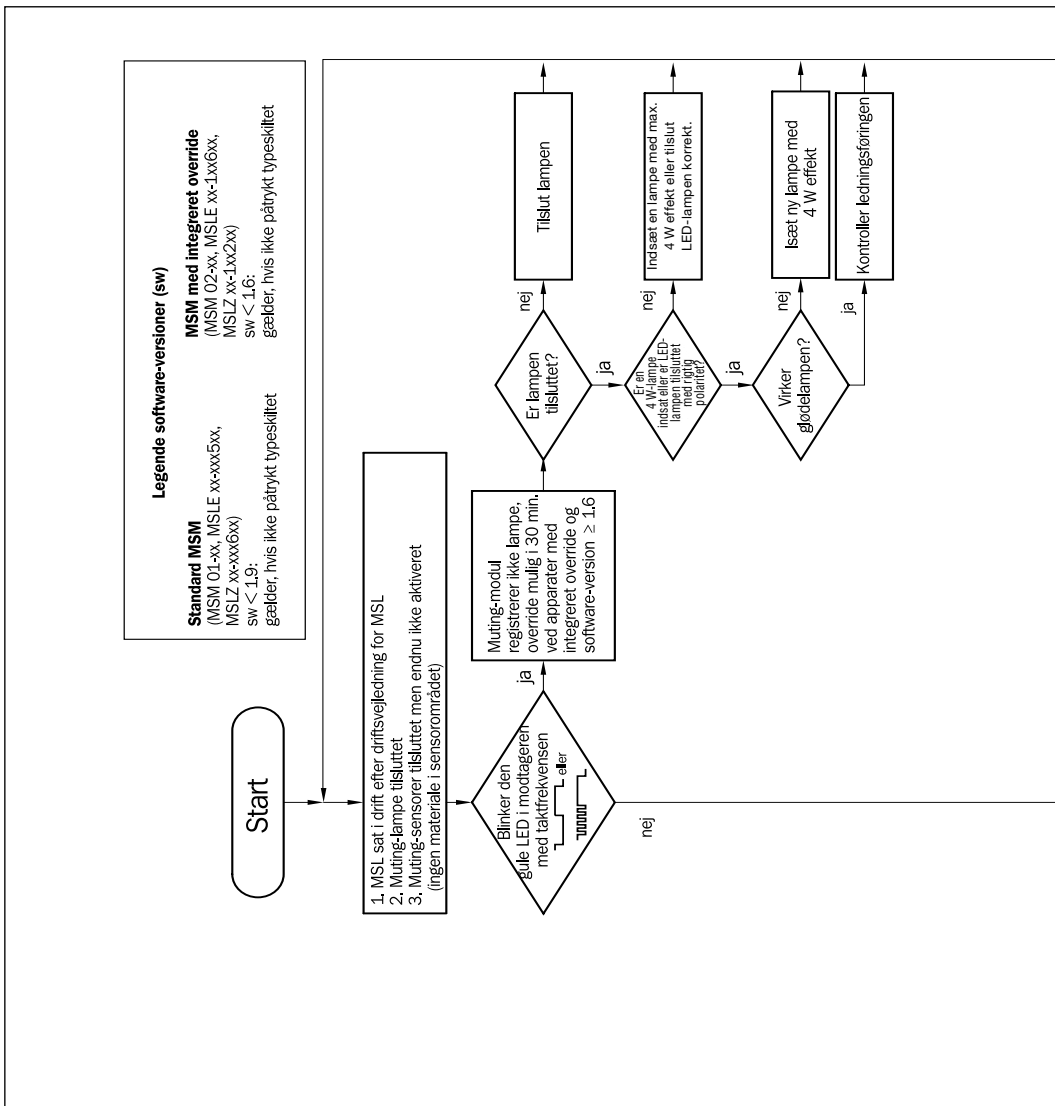 Legende software-versioner (sw)
Standard MSM
(MSM 01-xx, MSLE xx-xxx5xx,
MSLZ xx-xxx6xx)
sw < 1.9:
gælder, hvis ikke påtrykt typeskiltet
MSM med integreret override
(MSM 02-xx, MSLE xx-1xx6xx,
MSLZ xx-1xx2xx)
sw < 1.6:
gælder, hvis ikke påtrykt typeskiltet
Start
1. MSL sat i drift efter driftsvejledning for MSL
2. Muting-lampe tilsluttet
3. Muting-sensorer tilsluttet men endnu ikke aktiveret
(ingen materiale i sensorområdet)
Blinker den
gule LED i modtageren
med taktfrekvensen
eller
ja
nej
Muting-modul
registrerer ikke lampe,
override mulig i 30 min.
ved apparater med
integreret override og
software-version ≥ 1.6
Er lampen
tilsluttet?
nej
ja
Tilslut lampen
Er en
4 W-lampe
indsat eller er LED-
lampen tilsluttet
med rigtig
polaritet?
nej
ja
Indsæt en lampe med max.
4 W effekt eller tilslut
LED-lampen korrekt.
Virker
glødelampen?
nej
ja
Isæt ny lampe med
4 W effekt
Kontroller ledningsføringen